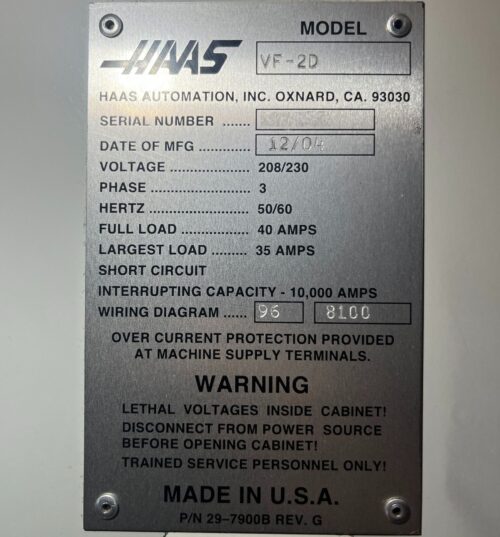 MODEL
HAAS VF-2D
HAAS AUTOMATION, INC. OXNARD, CA. 93030
SERIAL NUMBER ......
DATE OF MFG ............ 12/04
VOLTAGE ..................... 208/230
PHASE ......................... 3
HERTZ ......................... 50/60
FULL LOAD ................. 40 AMPS
LARGEST LOAD ......... 35 AMPS
SHORT CIRCUIT
INTERRUPTING CAPACITY - 10,000 AMPS
WIRING DIAGRAM ...... 96 8100
OVER CURRENT PROTECTION PROVIDED
AT MACHINE SUPPLY TERMINALS.
WARNING
LETHAL VOLTAGES INSIDE CABINET!
DISCONNECT FROM POWER SOURCE
BEFORE OPENING CABINET!
TRAINED SERVICE PERSONNEL ONLY!
MADE IN U.S.A.
P/N 29-7900B REV. G